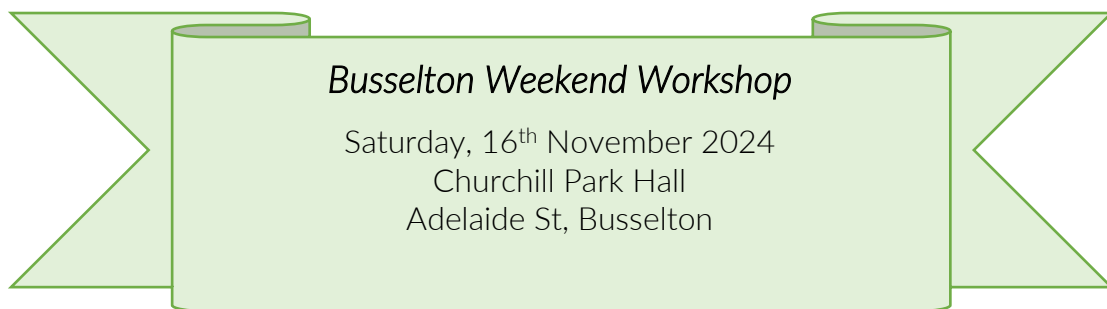 Busselton Weekend Workshop
Saturday, 16th November 2024
Churchill Park Hall
Adelaide St, Busselton